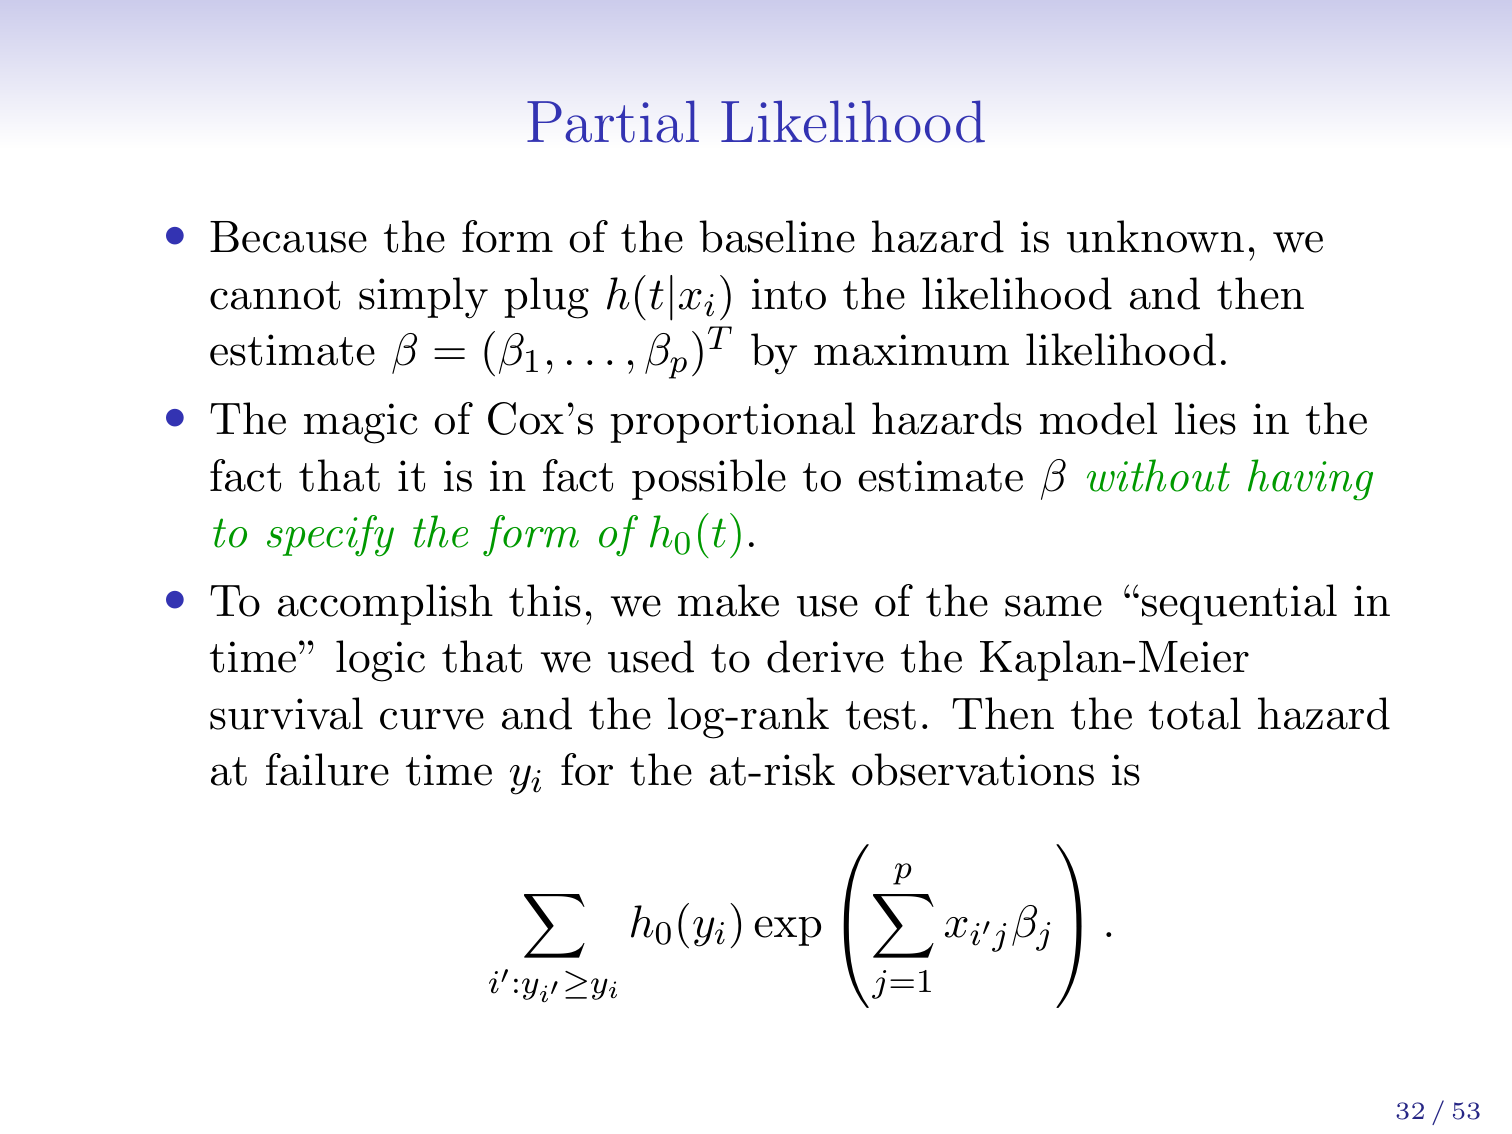 Partial Likelihood
• Because the form of the baseline hazard is unknown, we
cannot simply plug h(t|x_i) into the likelihood and then
estimate β = (β_1, . . . , β_p)^T by maximum likelihood.
• The magic of Cox’s proportional hazards model lies in the
fact that it is in fact possible to estimate β without having
to specify the form of h_0(t).
• To accomplish this, we make use of the same “sequential in
time” logic that we used to derive the Kaplan-Meier
survival curve and the log-rank test. Then the total hazard
at failure time y_i for the at-risk observations is
∑_{i′:y_{i′}≥y_i} h_0(y_i) exp (∑_{j=1}^{p} x_{i′j}β_j) .
32 / 53